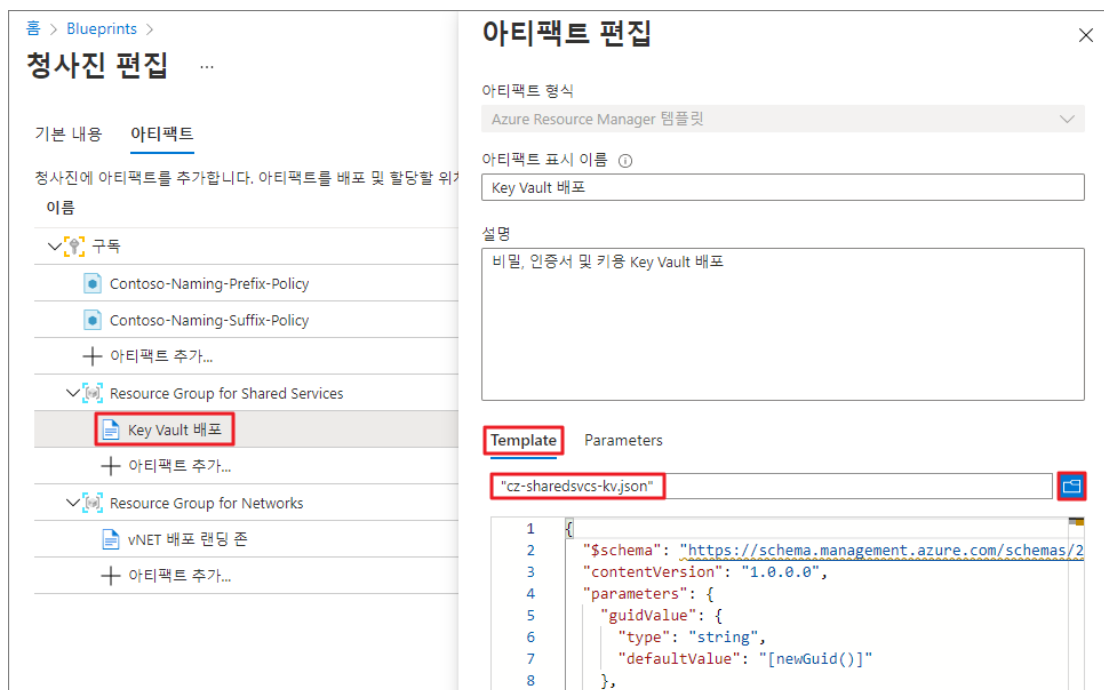 홈 > Blueprints >
청사진 편집 ...
기본 내용 아티팩트
청사진에 아티팩트를 추가합니다. 아티팩트를 배포 및 할당할
이름
구독
Contoso-Naming-Prefix-Policy
Contoso-Naming-Suffix-Policy
아티팩트 추가...
Resource Group for Shared Services
Key Vault 배포
아티팩트 추가...
Resource Group for Networks
vNET 배포 랜딩 존
아티팩트 추가...
아티팩트 편집
아티팩트 형식
Azure Resource Manager 템플릿
아티팩트 표시 이름
Key Vault 배포
설명
비밀, 인증서 및 키용 Key Vault 배포
Template Parameters
"cz-sharedsvcs-kv.json"
1 {
2 "$schema": "https://schema.management.azure.com/schemas/2
3 "contentVersion": "1.0.0.0",
4 "parameters": {
5 "guidValue": {
6 "type": "string",
7 "defaultValue": "[newGuid()]"
8 },